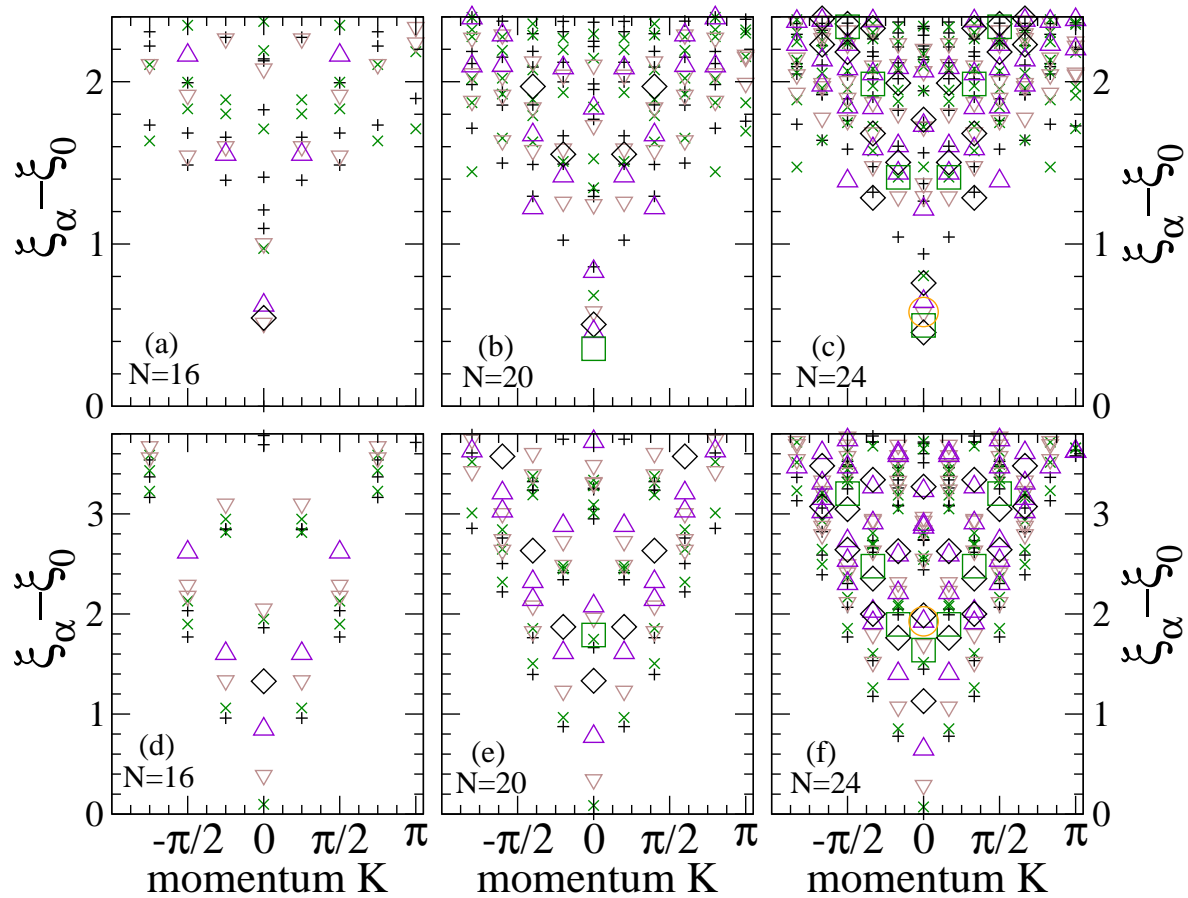 2
1
0
ξα−ξ0
(a)
N=16
(b)
N=20
(c)
N=24
2
1
0
ξα−ξ0
3
2
1
0
ξα−ξ0
(d)
N=16
(e)
N=20
(f)
N=24
3
2
1
0
ξα−ξ0
-π/2 0 π/2 π
-π/2 0 π/2 π
-π/2 0 π/2 π
momentum K
momentum K
momentum K